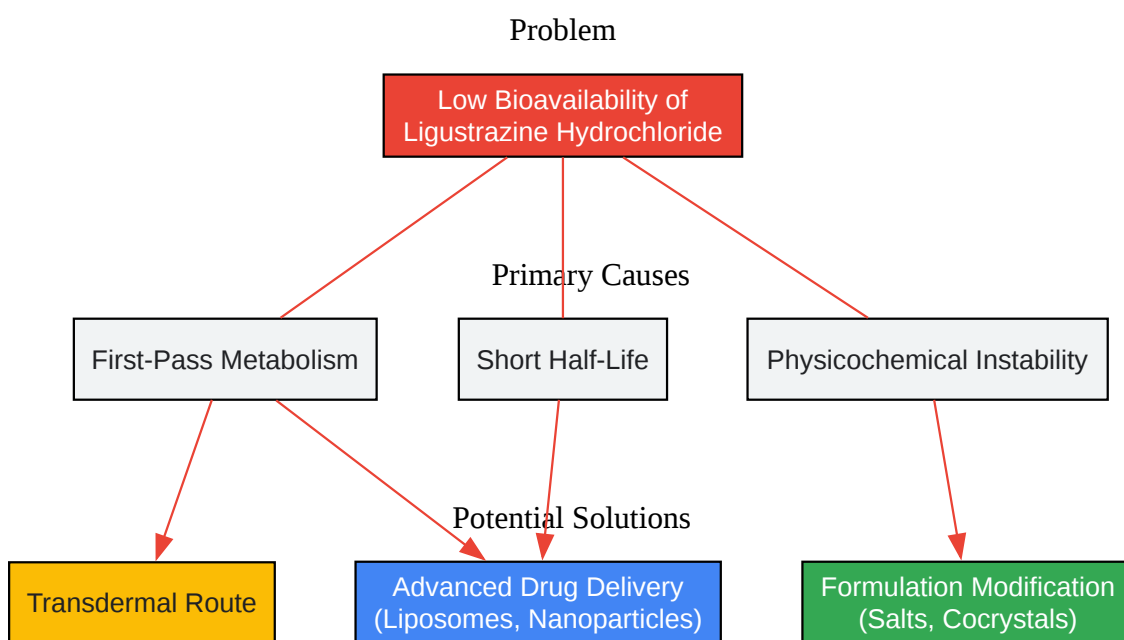 Problem
Low Bioavailability of
Ligustrazine Hydrochloride
Primary Causes
First-Pass Metabolism
Short Half-Life
Physicochemical Instability
Potential Solutions
Transdermal Route
Advanced Drug Delivery
(Liposomes, Nanoparticles)
Formulation Modification
(Salts, Cocrystals)